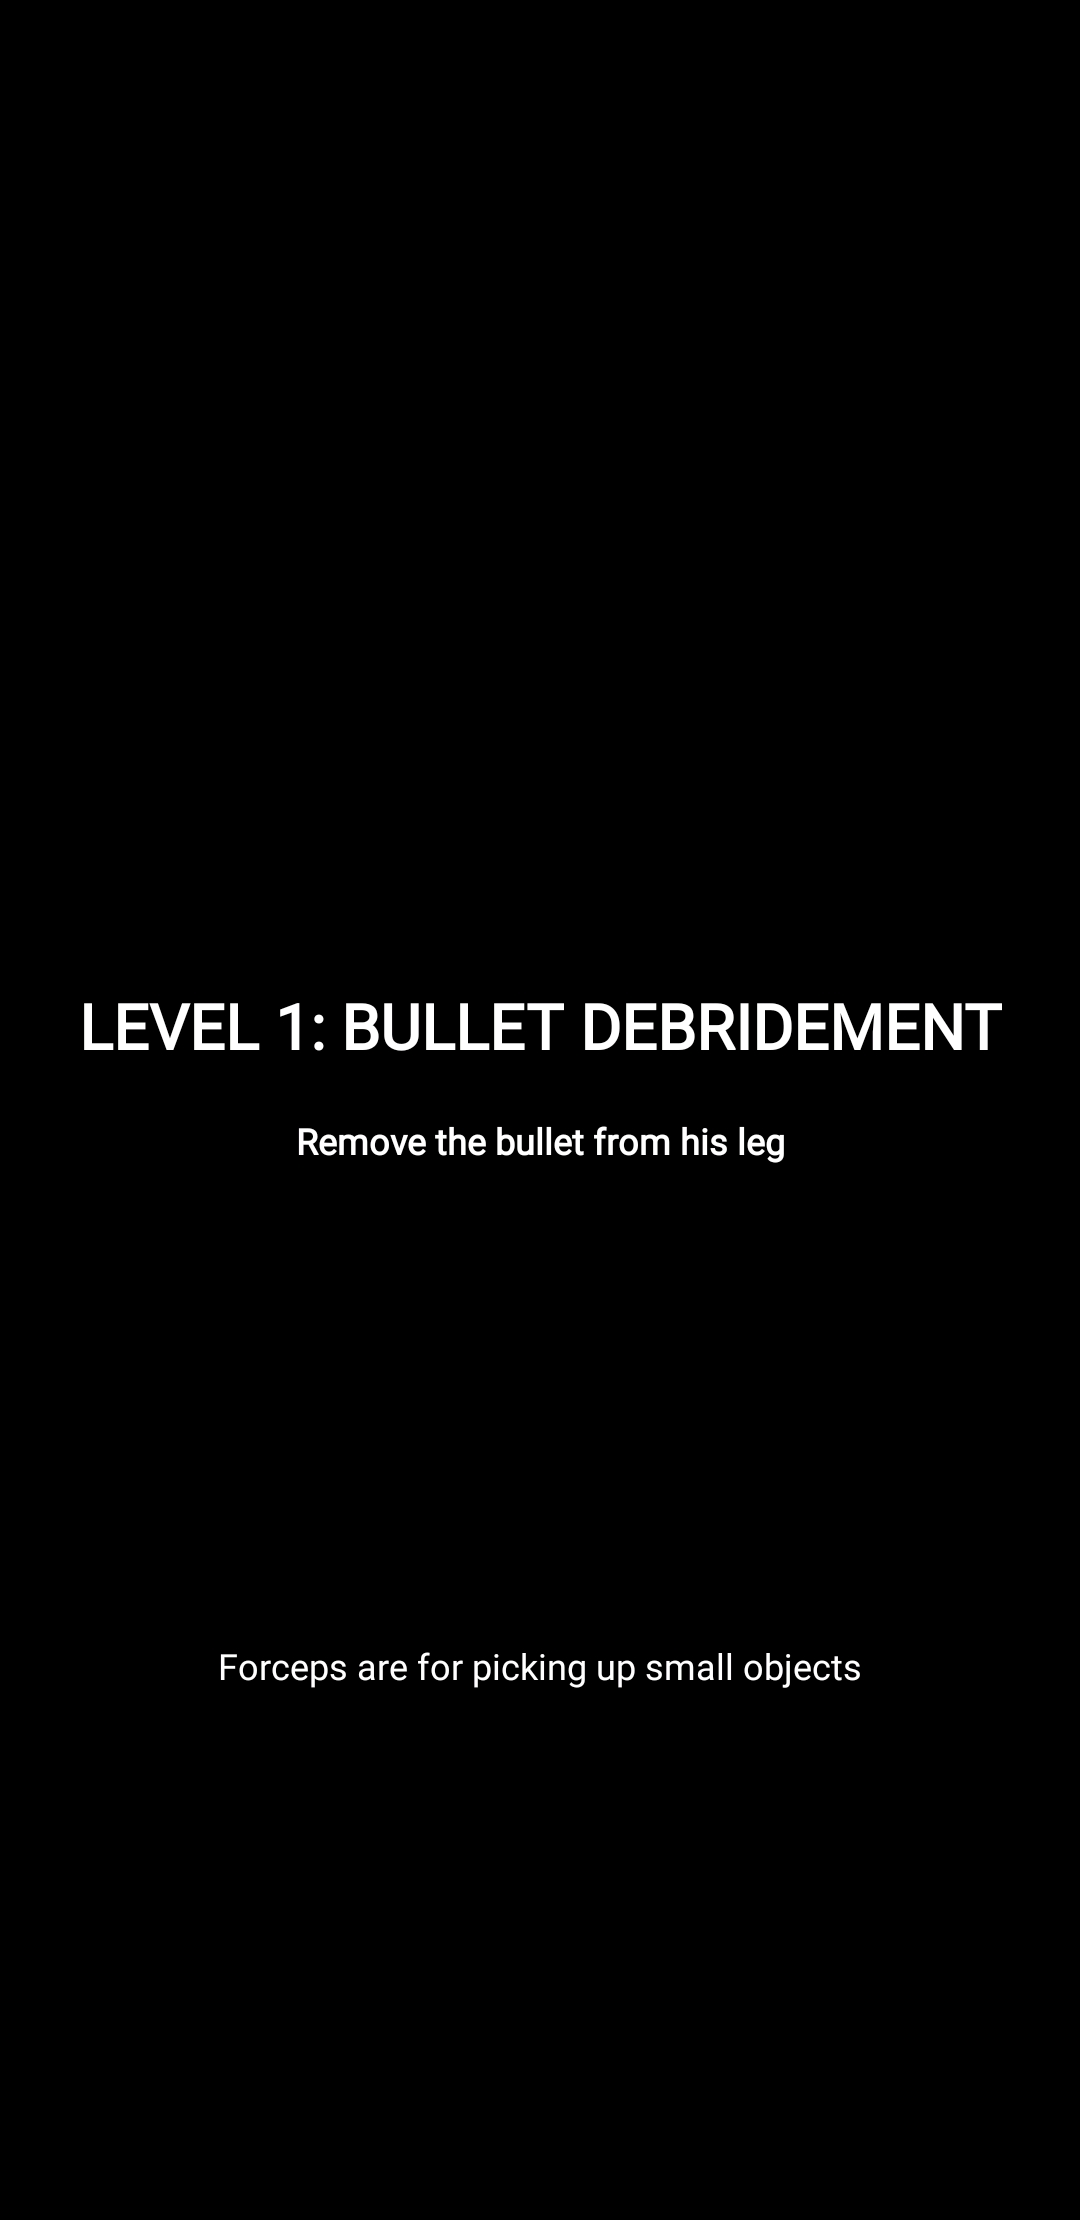 LEVEL 1: BULLET DEBRIDEMENT
Remove the bullet from his leg
Forceps are for picking up small objects